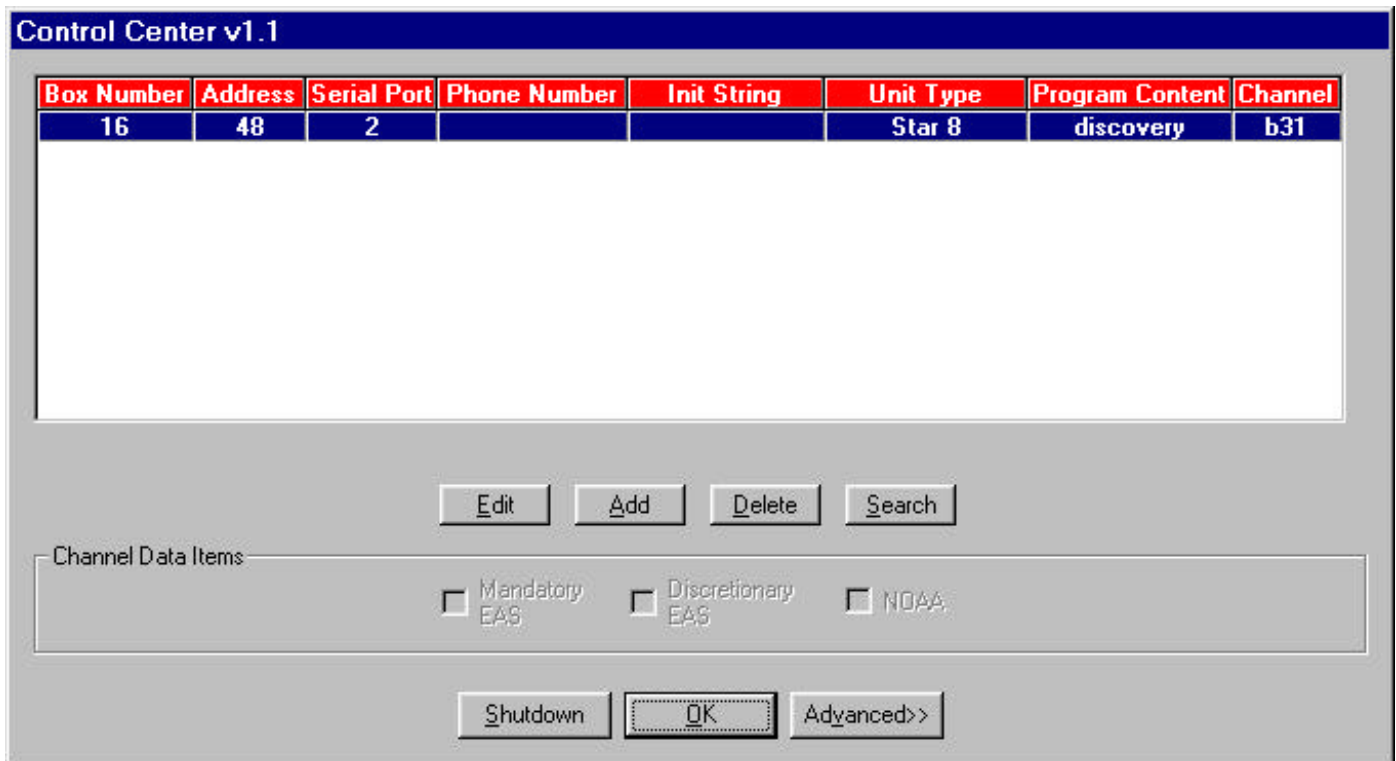 Control Center v1.1
Box Number Address Serial Port Phone Number Init String Unit Type Program Content Channel
16 48 2 Star 8 discovery b31
Edit Add Delete Search
Channel Data Items
Mandatory EAS Discretionary EAS NOAA
Shutdown OK Advanced>>